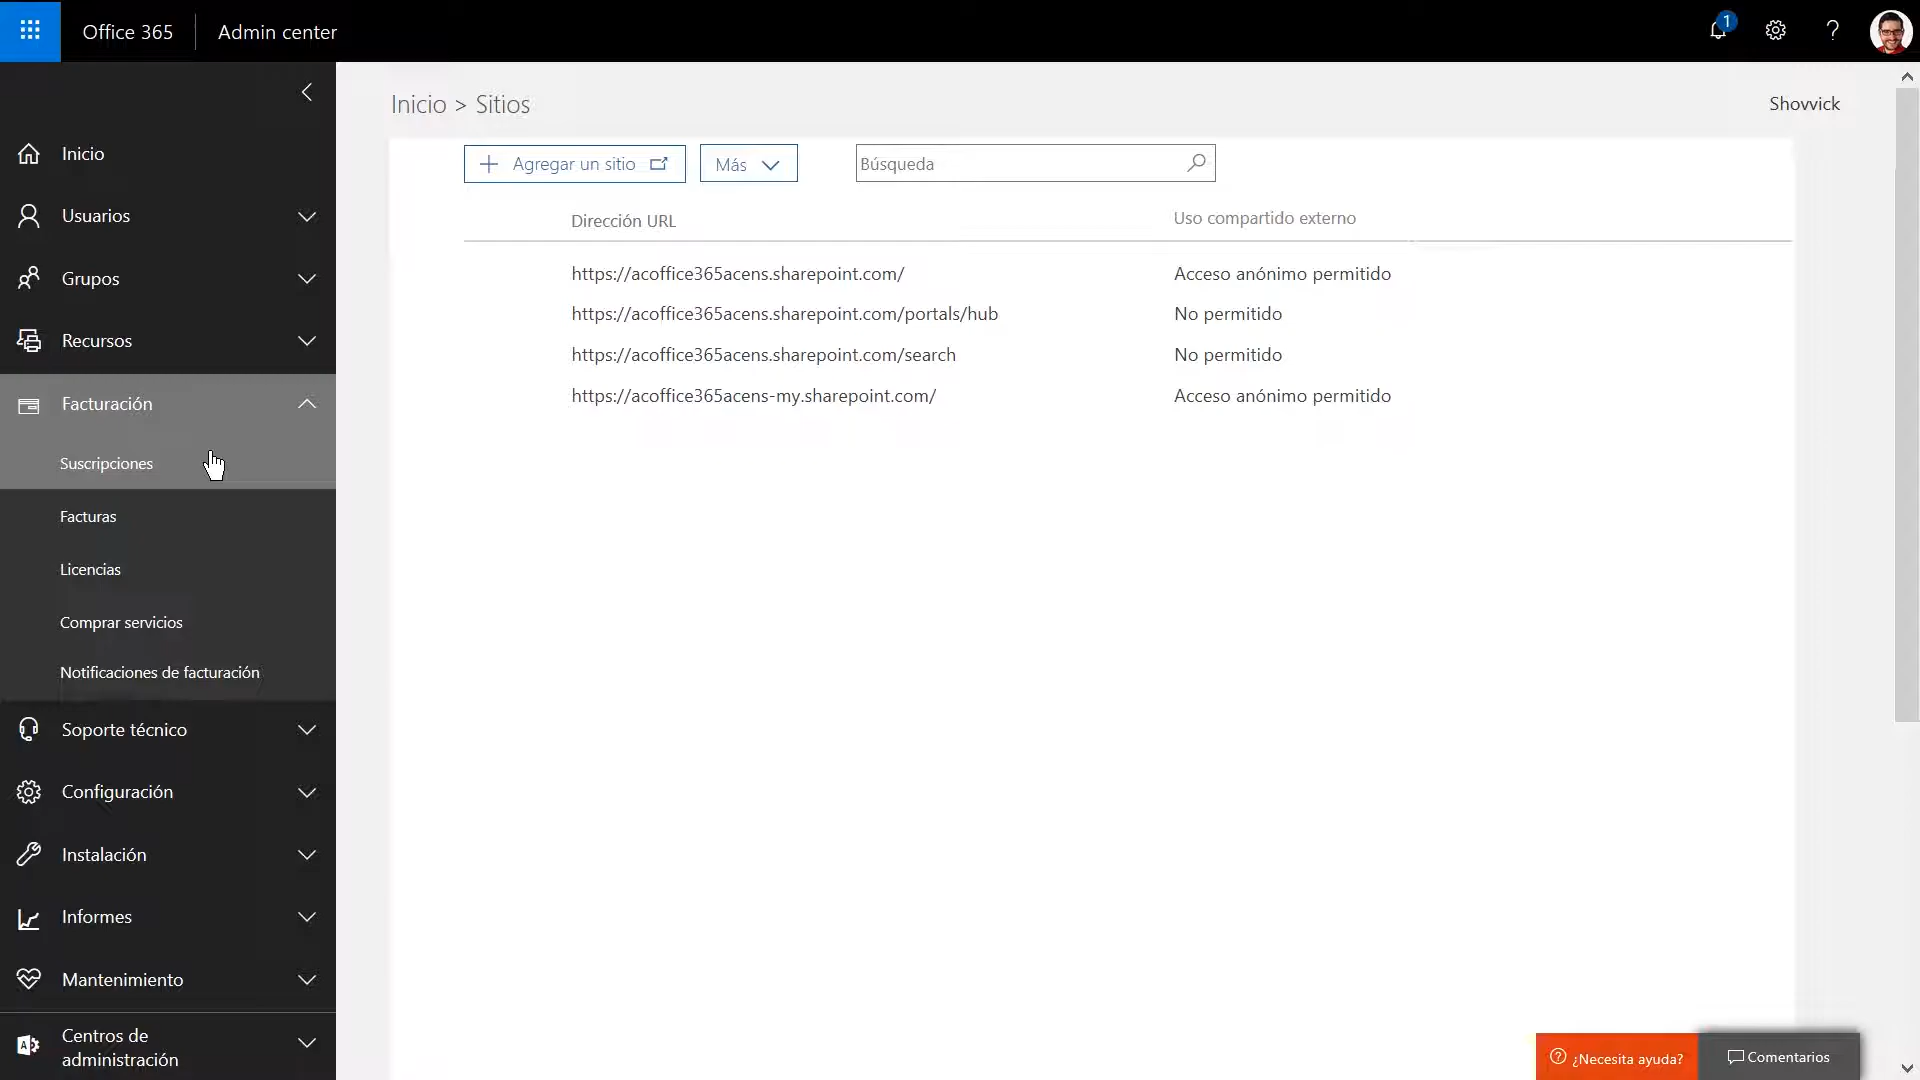 Office 365
Admin center
1
?
Inicio > Sitios
Shovvick
Inicio
Usuarios
Grupos
Recursos
Facturación
Suscripciones
Facturas
Licencias
Comprar servicios
Notificaciones de facturación
Soporte técnico
Configuración
Instalación
Informes
Mantenimiento
Centros de
administración
Agregar un sitio
Más
Búsqueda
Dirección URL
Uso compartido externo
https://acoffice365acens.sharepoint.com/
Acceso anónimo permitido
https://acoffice365acens.sharepoint.com/portals/hub
No permitido
https://acoffice365acens.sharepoint.com/search
No permitido
https://acoffice365acens-my.sharepoint.com/
Acceso anónimo permitido
¿Necesita ayuda?
Comentarios